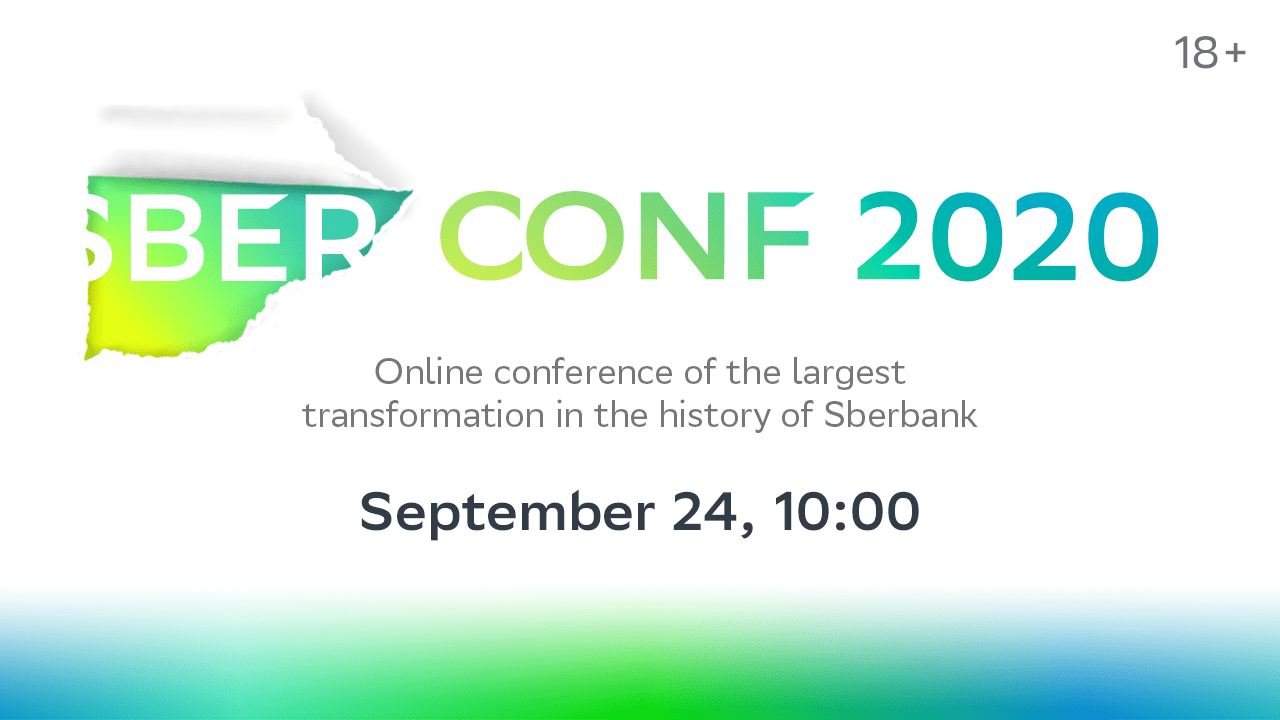 18+
SBER CONF 2020
Online conference of the largest
transformation in the history of Sberbank
September 24, 10:00